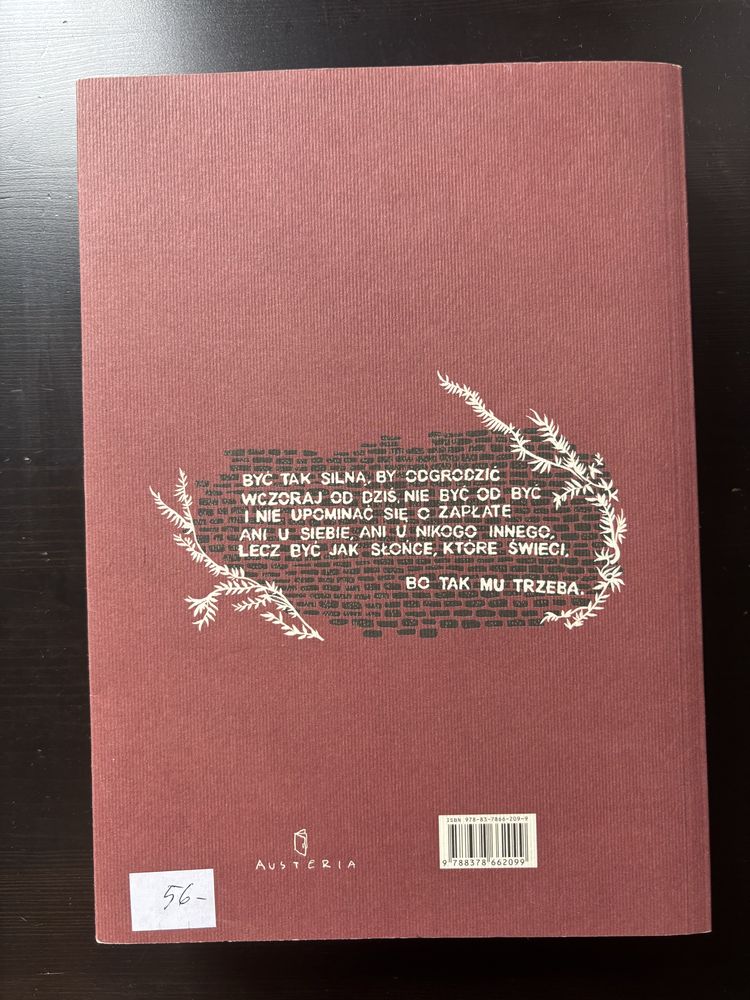 BYĆ TAK SILNĄ, BY ODGRODZIĆ
WCZORAJ OD DZIŚ, NIE BYĆ OD BYĆ
I NIE UPOMINAĆ SIĘ O ZAPŁATĘ
ANI U SIEBIE, ANI U NIKOGO INNEGO,
LECZ BYĆ JAK SŁOŃCE, KTÓRE ŚWIECI,
BO TAK MU TRZEBA.
AUSTERIA
ISBN 978-83-7866-209-9
9 788378 662099
56-